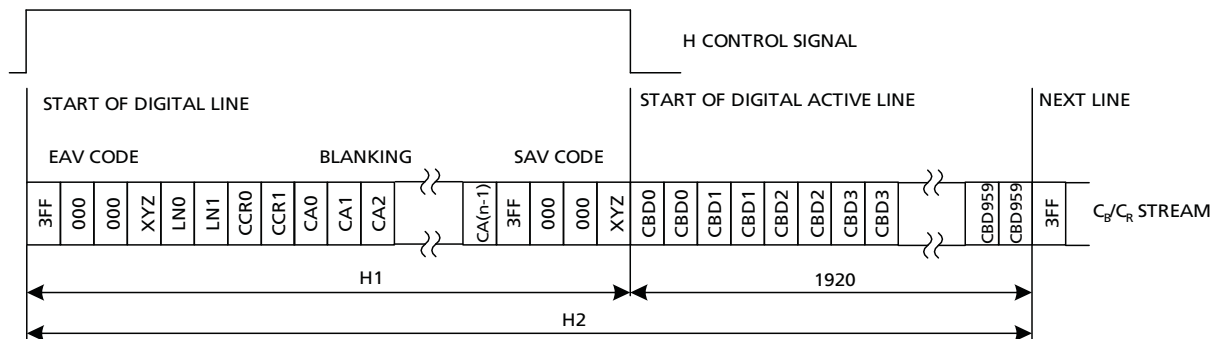 H CONTROL SIGNAL
START OF DIGITAL LINE
START OF DIGITAL ACTIVE LINE
NEXT LINE
EAV CODE
BLANKING
SAV CODE
3FF 000 000 XYZ LN0 LN1 CCR0 CCR1 CA0 CA1 CA2 CA(n-1) 3FF 000 000 XYZ CBD0 CBD0 CBD1 CBD1 CBD2 CBD2 CBD3 CBD3 CBD959 CBD959 3FF
CB/CR STREAM
H1
1920
H2